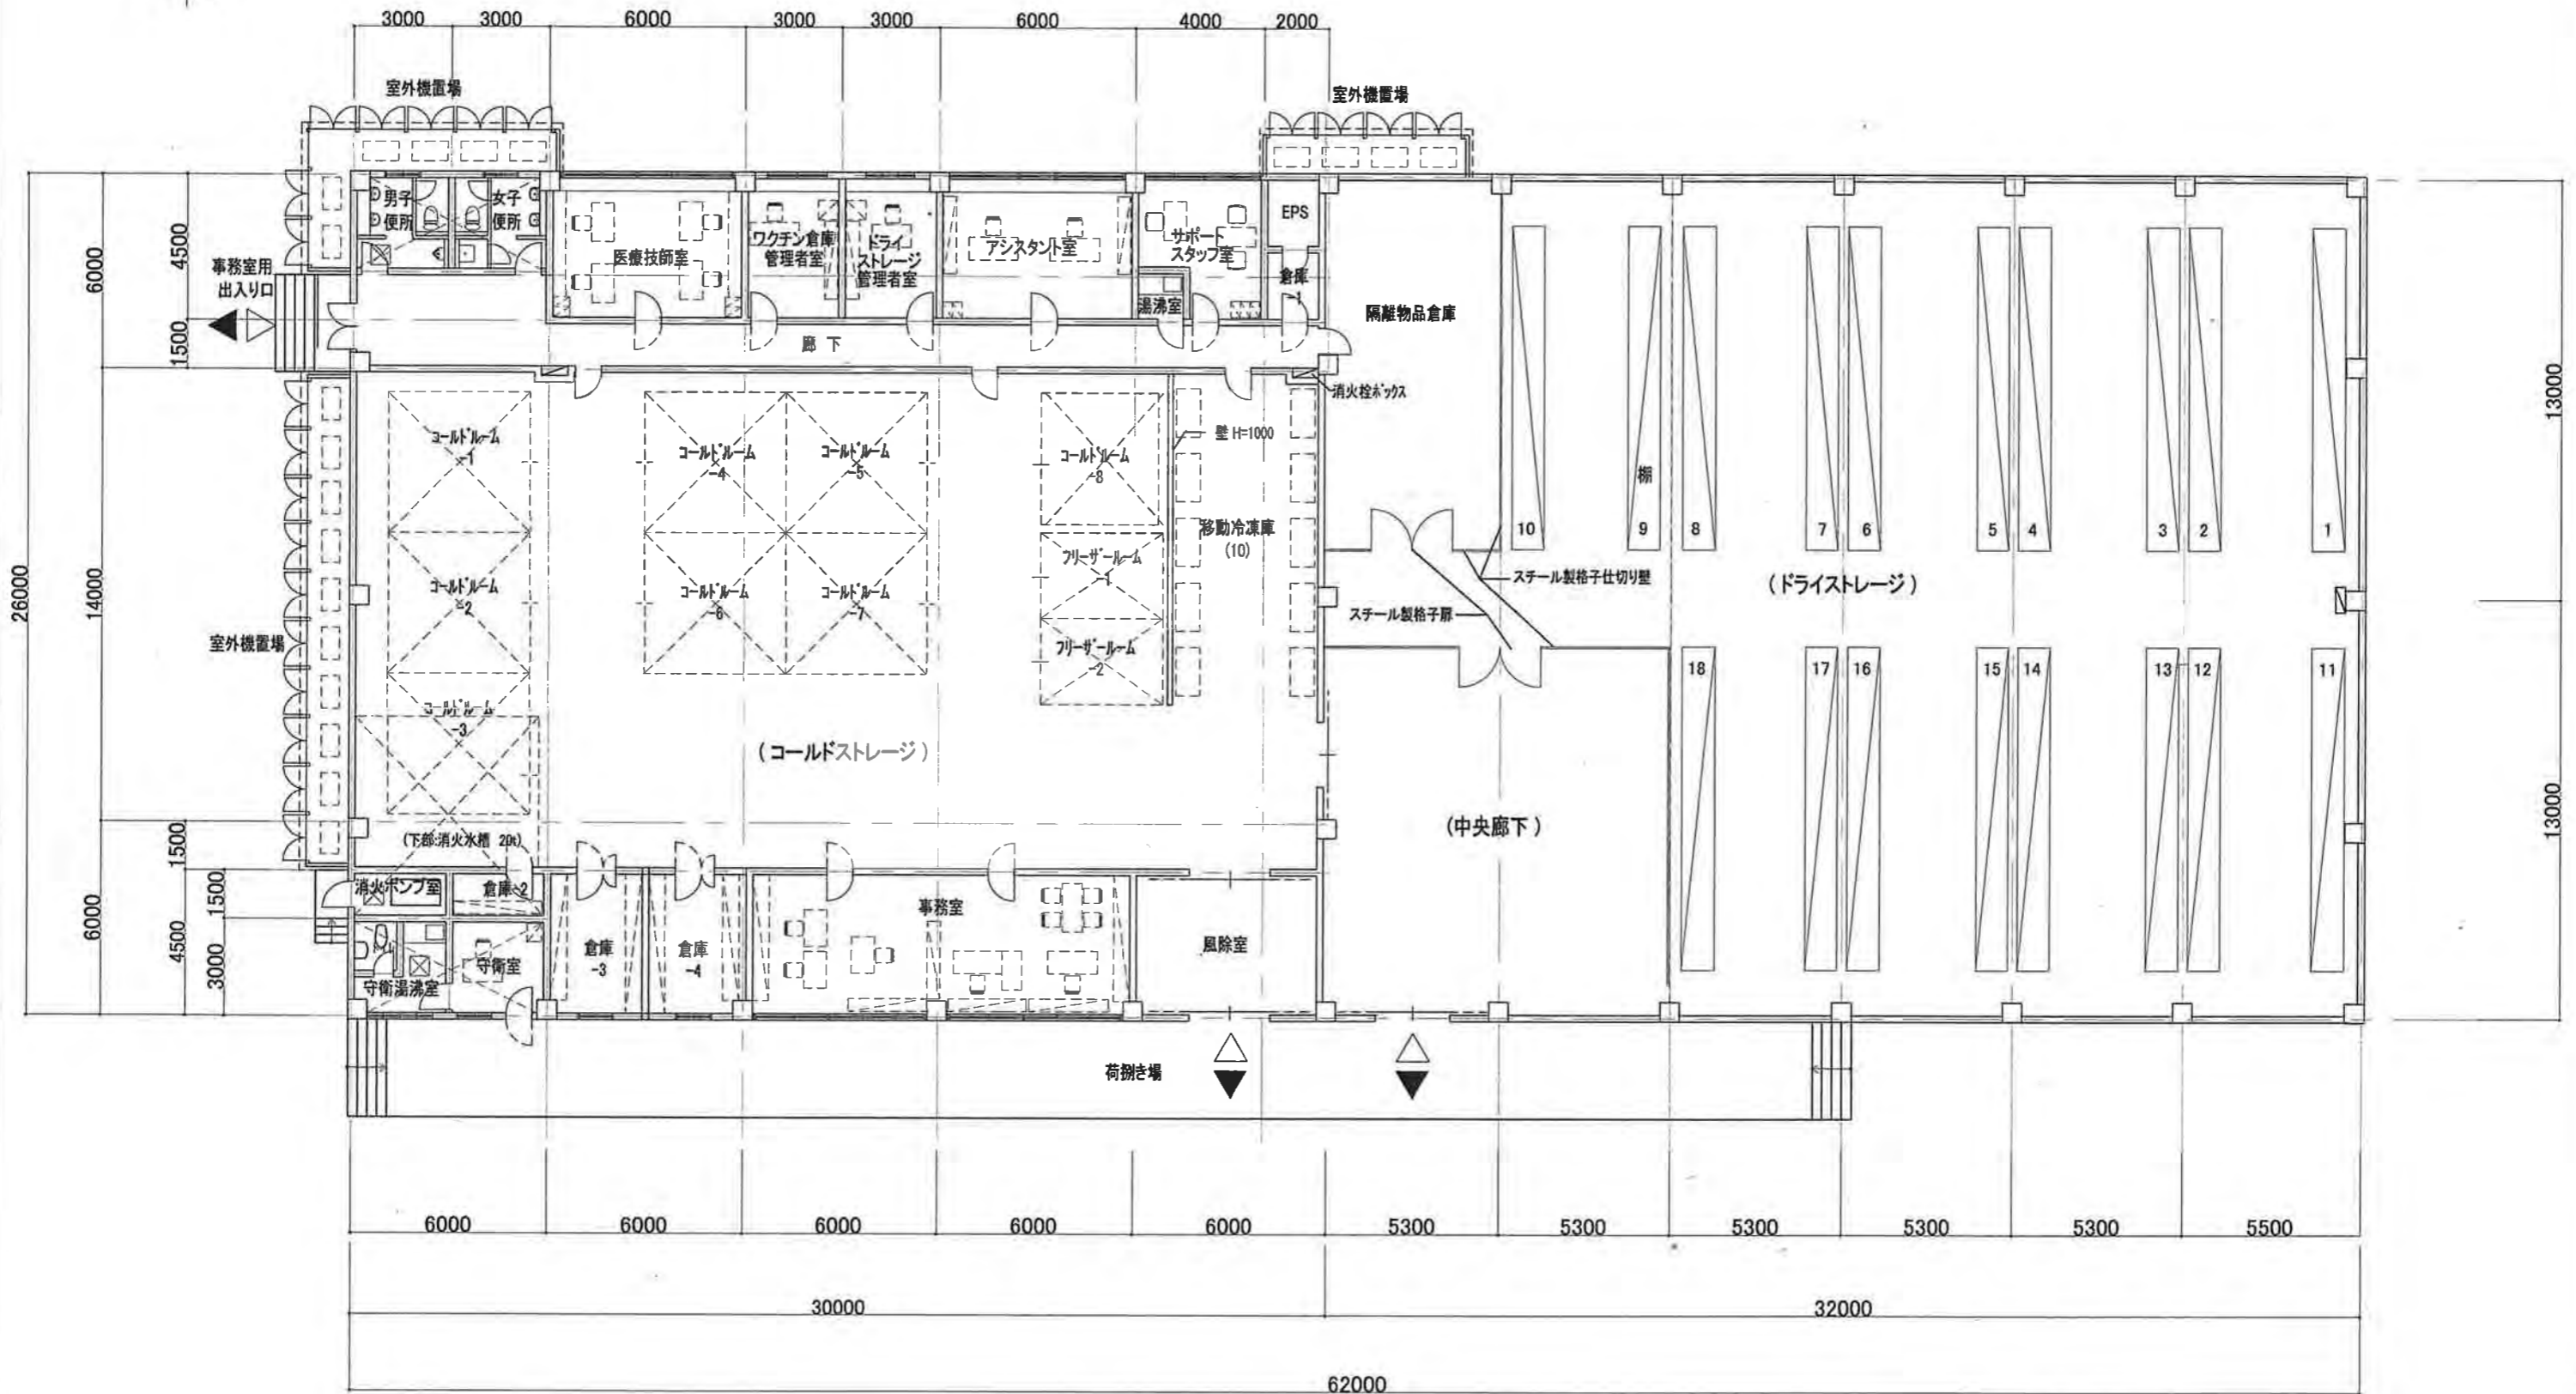 3000
3000
6000
3000
3000
6000
4000
2000
室外機置場
室外機置場
男子
便所
女子
便所
医療技師室
ワクチン倉庫
管理者室
ドライ
ストレージ
管理者室
アシスタント室
サポート
スタッフ室
湯沸室
EPS
倉庫
-1
隔離物品倉庫
事務室用
出入り口
廊 下
消火栓ボックス
壁 H=1000
コールドルーム
-1
コールドルーム
-2
コールドルーム
-3
コールドルーム
-4
コールドルーム
-5
コールドルーム
-6
コールドルーム
-7
コールドルーム
-8
フリーザールーム
-1
フリーザールーム
-2
移動冷凍庫
(10)
室外機置場
(コールドストレージ)
(下部:消火水槽 20t)
スチール製格子仕切り壁
スチール製格子扉
棚
10
9
8
7
6
5
4
3
2
1
(ドライストレージ)
18
17
16
15
14
13
12
11
(中央廊下)
消火ポンプ室
倉庫-2
守衛湯沸室
守衛室
倉庫
-3
倉庫
-4
事務室
風除室
荷捌き場
26000
6000
14000
6000
4500
1500
1500
4500
1500
3000
13000
13000
6000
6000
6000
6000
6000
5300
5300
5300
5300
5300
5500
30000
32000
62000